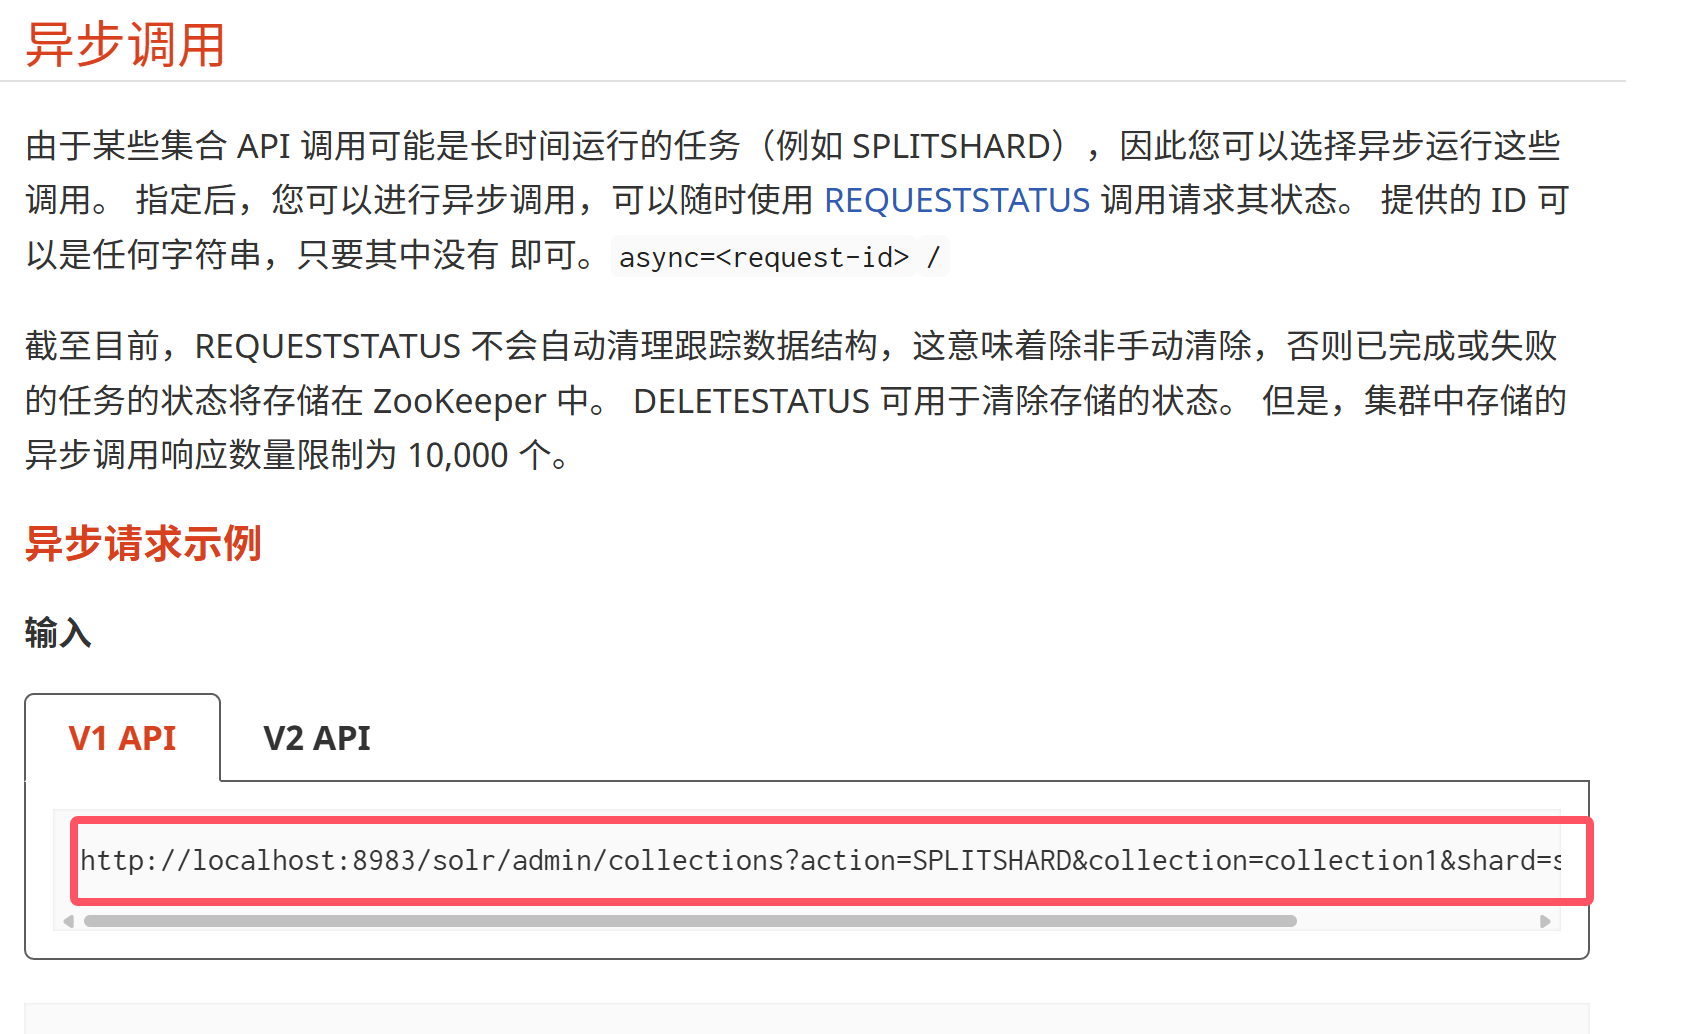 异步调用
由于某些集合 API 调用可能是长时间运行的任务（例如 SPLITSHARD），因此您可以选择异步运行这些
调用。 指定后，您可以进行异步调用，可以随时使用 REQUESTSTATUS 调用请求其状态。 提供的 ID 可
以是任何字符串，只要其中没有 即可。 async=<request-id> /
截至目前，REQUESTSTATUS 不会自动清理跟踪数据结构，这意味着除非手动清除，否则已完成或失败
的任务的状态将存储在 ZooKeeper 中。 DELETESTATUS 可用于清除存储的状态。 但是，集群中存储的
异步调用响应数量限制为 10,000 个。
异步请求示例
输入
V1 API V2 API
http://localhost:8983/solr/admin/collections?action=SPLITSHARD&collection=collection1&shard=s